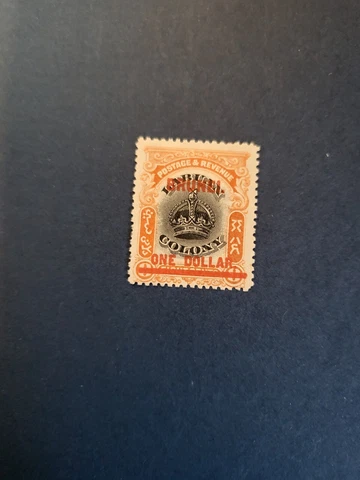 POSTAGE & REVENUE
LABUAN
BRUNEI
COLONY
ONE DOLLAR